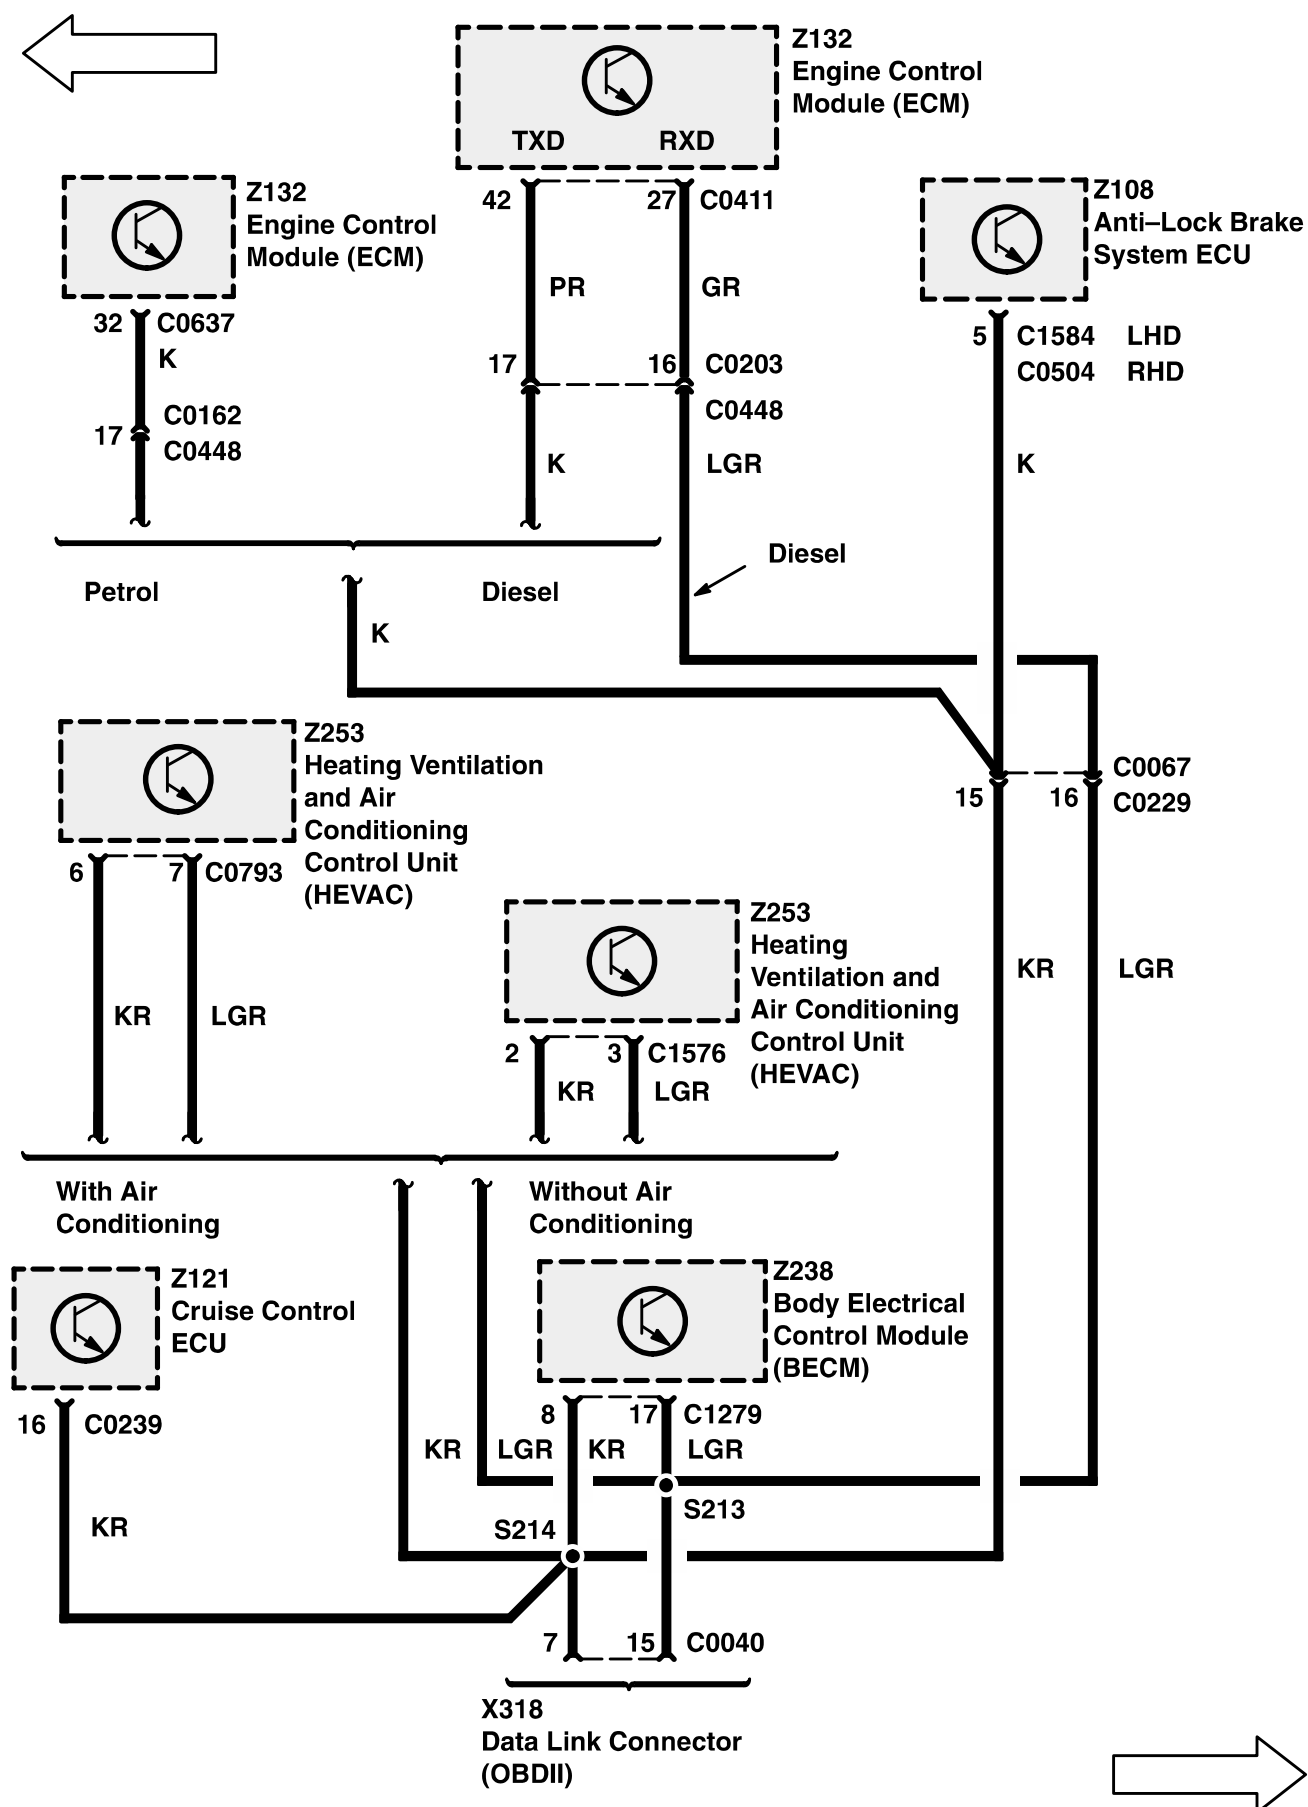 Z132
Engine Control
Module (ECM)
TXD RXD
42 27 C0411
PR GR
17 16 C0203
C0448
K LGR
Z132
Engine Control
Module (ECM)
32 C0637
K
17 C0162
C0448
Z108
Anti–Lock Brake
System ECU
5 C1584 LHD
C0504 RHD
K
Diesel
Petrol Diesel
K
C0067
15 16 C0229
KR LGR
Z253
Heating Ventilation
and Air
Conditioning
Control Unit
(HEVAC)
6 7 C0793
KR LGR
Z253
Heating
Ventilation and
Air Conditioning
Control Unit
(HEVAC)
2 3 C1576
KR LGR
With Air
Conditioning
Without Air
Conditioning
Z121
Cruise Control
ECU
16 C0239
KR
Z238
Body Electrical
Control Module
(BECM)
8 17 C1279
KR LGR KR LGR
S213
S214
7 15 C0040
X318
Data Link Connector
(OBDII)